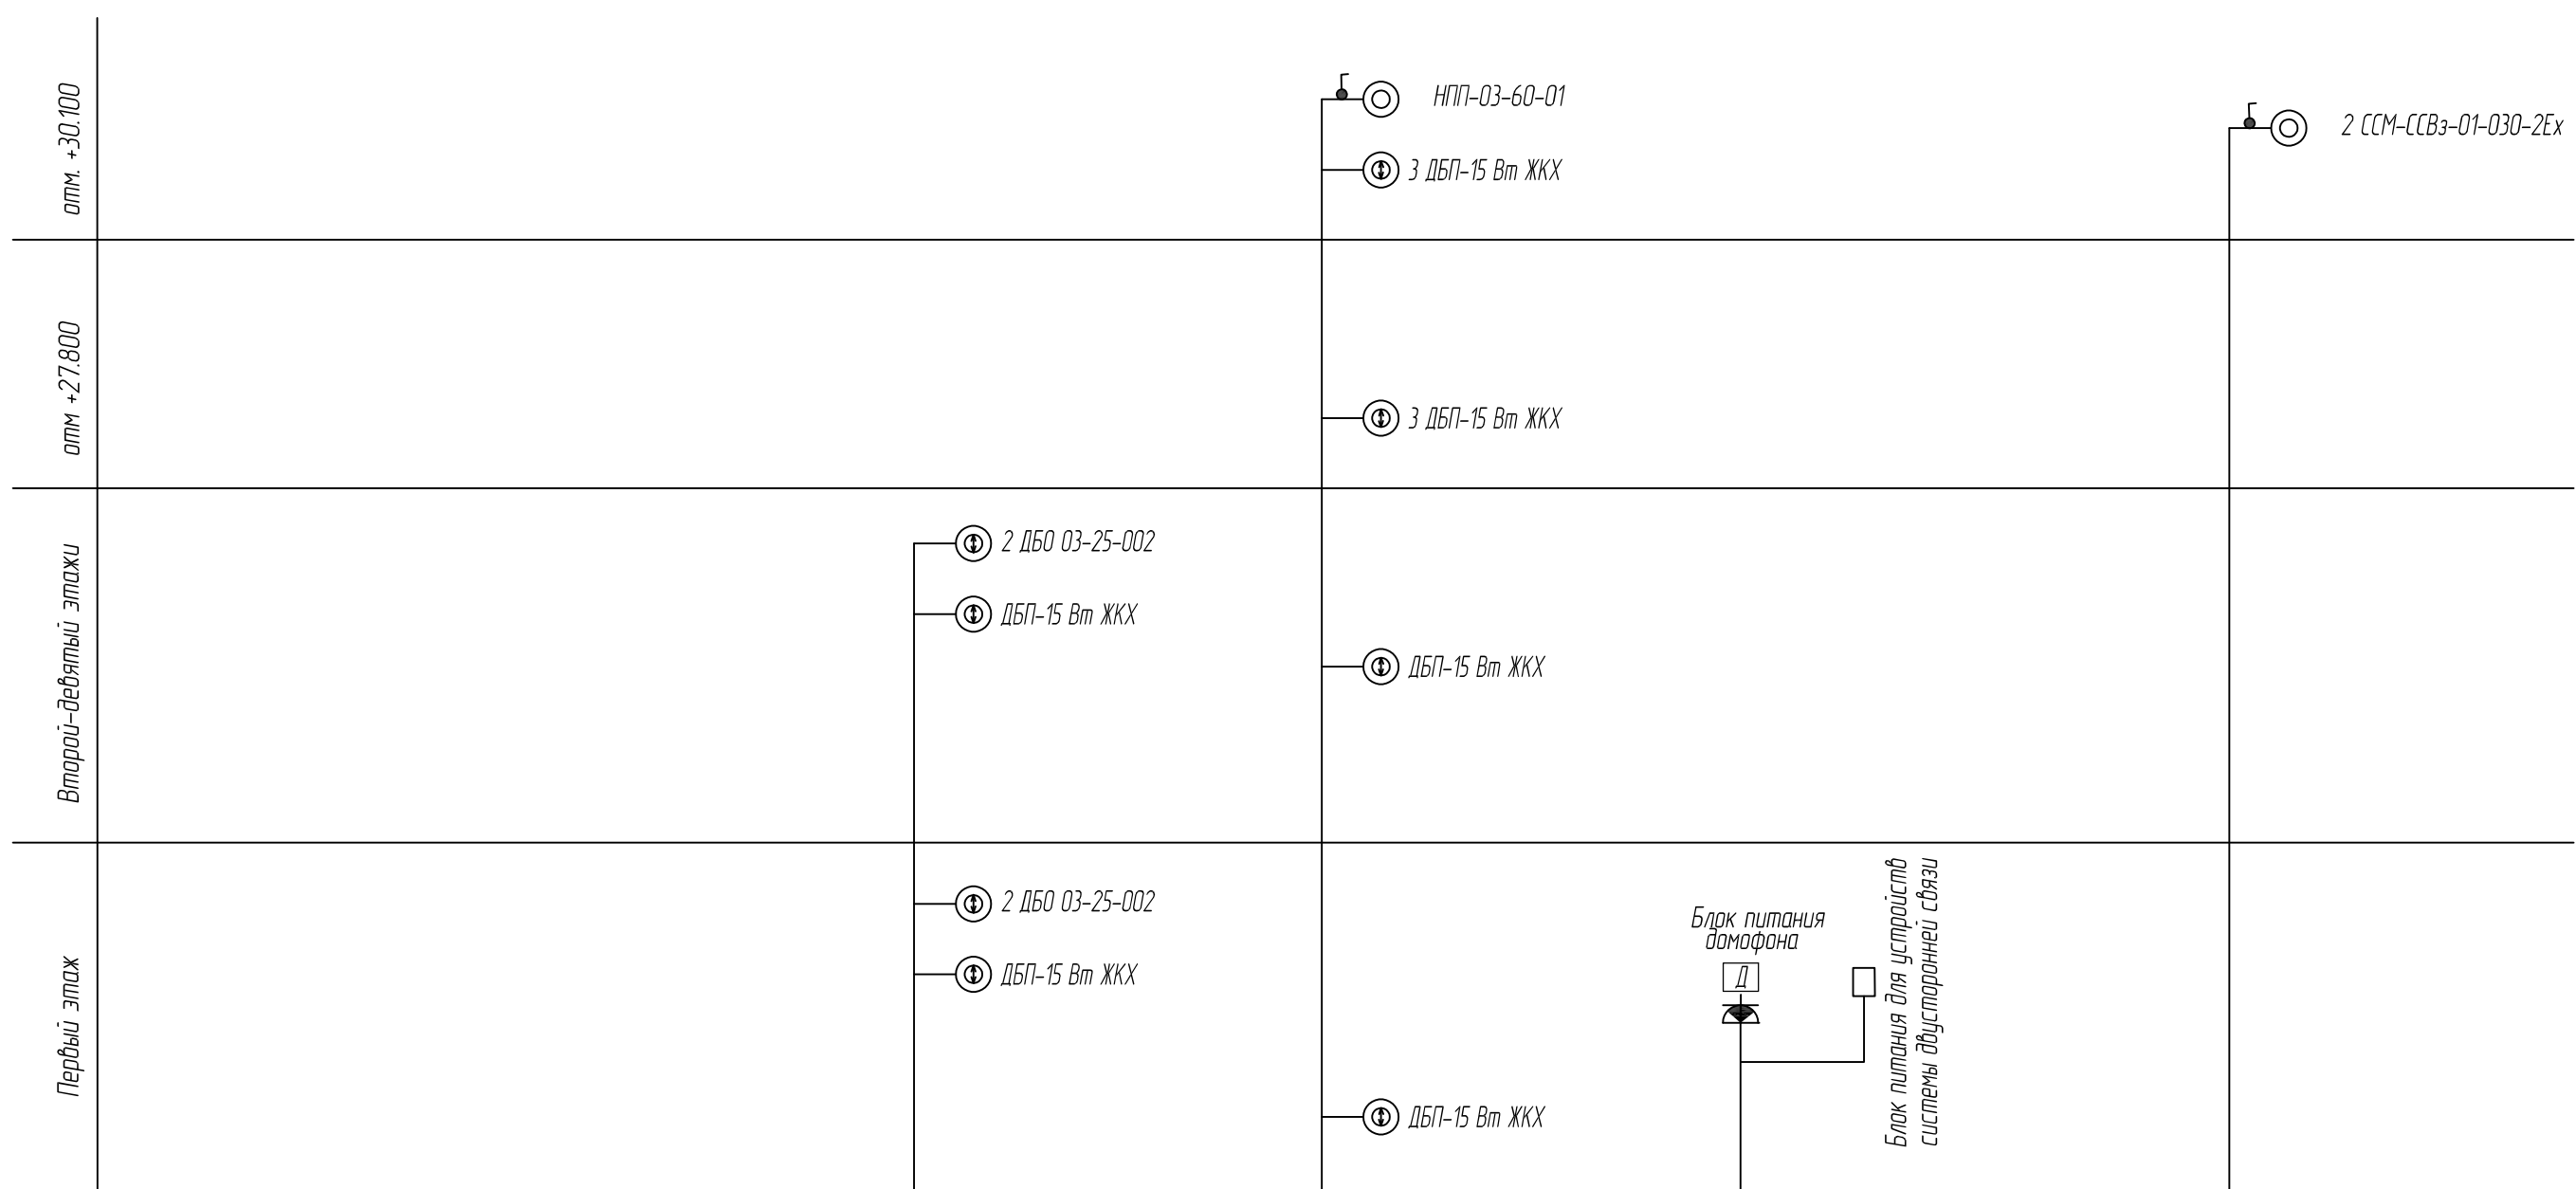 отм. +30.100
НПП-03-60-01
2 ССМ-ССВз-01-030-2Ex
3 ДБП-15 Вт ЖКХ
отм +27.800
3 ДБП-15 Вт ЖКХ
Второй-девятый этажи
2 ДБО 03-25-002
ДБП-15 Вт ЖКХ
ДБП-15 Вт ЖКХ
Первый этаж
2 ДБО 03-25-002
ДБП-15 Вт ЖКХ
ДБП-15 Вт ЖКХ
Блок питания
домофона
Д
Блок питания для устройств
системы двусторонней связи